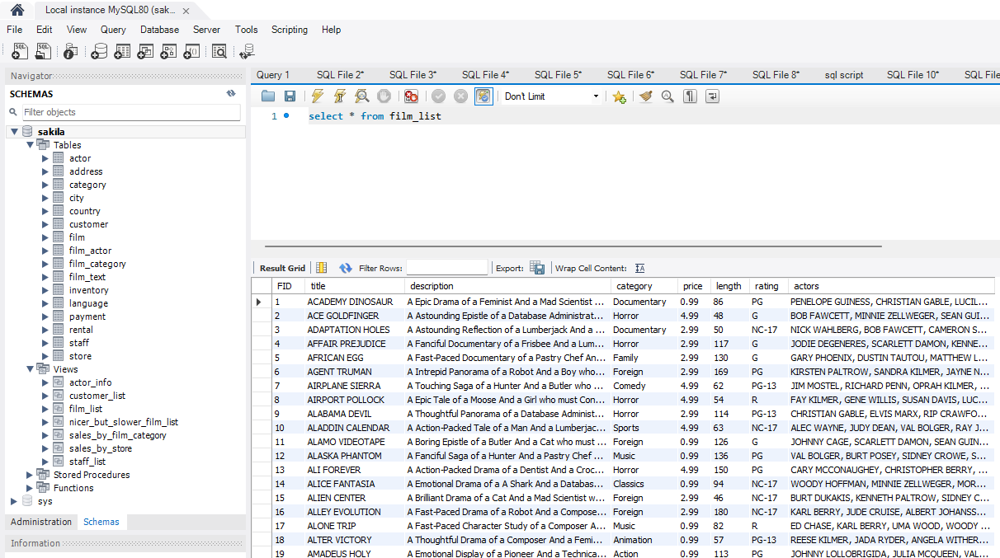 Local instance MySQL80 (sak...
File Edit View Query Database Server Tools Scripting Help
Navigator
SCHEMAS
Filter objects
sakila
Tables
actor
address
category
city
country
customer
film
film_actor
film_category
film_text
inventory
language
payment
rental
staff
store
Views
actor_info
customer_list
film_list
nicer_but_slower_film_list
sales_by_film_category
sales_by_store
staff_list
Stored Procedures
Functions
sys
Administration Schemas
Information
Query 1 SQL File 2* SQL File 3* SQL File 4* SQL File 5* SQL File 6* SQL File 7* SQL File 8* sql script SQL File 10* SQL File
Don't Limit
1 select * from film_list
Result Grid Filter Rows: Export: Wrap Cell Content: IA
FID title description category price length rating actors
1 ACADEMY DINOSAUR A Epic Drama of a Feminist And a Mad Scientist ... Documentary 0.99 86 PG PENELOPE GUINESS, CHRISTIAN GABLE, LUCIL...
2 ACE GOLDFINGER A Astounding Epistle of a Database Administrat... Horror 4.99 48 G BOB FAWCETT, MINNIE ZELLWEGER, SEAN GUI...
3 ADAPTATION HOLES A Astounding Reflection of a Lumberjack And a ... Documentary 2.99 50 NC-17 NICK WAHLBERG, BOB FAWCETT, CAMERON S...
4 AFFAIR PREJUDICE A Fanciful Documentary of a Frisbee And a Lum... Horror 2.99 117 G JODIE DEGENERES, SCARLETT DAMON, KENNE...
5 AFRICAN EGG A Fast-Paced Documentary of a Pastry Chef An... Family 2.99 130 G GARY PHOENIX, DUSTIN TAUTOU, MATTHEW L...
6 AGENT TRUMAN A Intrepid Panorama of a Robot And a Boy who... Foreign 2.99 169 PG KIRSTEN PALTROW, SANDRA KILMER, JAYNE N...
7 AIRPLANE SIERRA A Touching Saga of a Hunter And a Butler who ... Comedy 4.99 62 PG-13 JIM MOSTEL, RICHARD PENN, OPRAH KILMER, ...
8 AIRPORT POLLOCK A Epic Tale of a Moose And a Girl who must Con... Horror 4.99 54 R FAY KILMER, GENE WILLIS, SUSAN DAVIS, LUC...
9 ALABAMA DEVIL A Thoughtful Panorama of a Database Administ... Horror 2.99 114 PG-13 CHRISTIAN GABLE, ELVIS MARX, RIP CRAWFO...
10 ALADDIN CALENDAR A Action-Packed Tale of a Man And a Lumberjac... Sports 4.99 63 NC-17 ALEC WAYNE, JUDY DEAN, VAL BOLGER, RAY J...
11 ALAMO VIDEOTAPE A Boring Epistle of a Butler And a Cat who must ... Foreign 0.99 126 G JOHNNY CAGE, SCARLETT DAMON, SEAN GUIN...
12 ALASKA PHANTOM A Fanciful Saga of a Hunter And a Pastry Chef ... Music 0.99 136 PG VAL BOLGER, BURT POSEY, SIDNEY CROWE, S...
13 ALI FOREVER A Action-Packed Drama of a Dentist And a Croc... Horror 4.99 150 PG CARY MCCONAUGHEY, CHRISTOPHER BERRY, ...
14 ALICE FANTASIA A Emotional Drama of a A Shark And a Databas... Classics 0.99 94 NC-17 WOODY HOFFMAN, MINNIE ZELLWEGER, MOR...
15 ALIEN CENTER A Brilliant Drama of a Cat And a Mad Scientist w... Foreign 2.99 46 NC-17 BURT DUKAKIS, KENNETH PALTROW, SIDNEY C...
16 ALLEY EVOLUTION A Fast-Paced Drama of a Robot And a Compose... Foreign 2.99 180 NC-17 KARL BERRY, JUDE CRUISE, ALBERT JOHANSS...
17 ALONE TRIP A Fast-Paced Character Study of a Composer A... Music 0.99 82 R ED CHASE, KARL BERRY, UMA WOOD, WOODY ...
18 ALTER VICTORY A Thoughtful Drama of a Composer And a Femi... Animation 0.99 57 PG-13 REESE KILMER, JADA RYDER, ANGELA WITHER...
19 AMADEUS HOLY A Emotional Display of a Pioneer And a Technica... Action 0.99 113 PG JOHNNY LOLLOBRIGIDA, JULIA MCQUEEN, VAL...